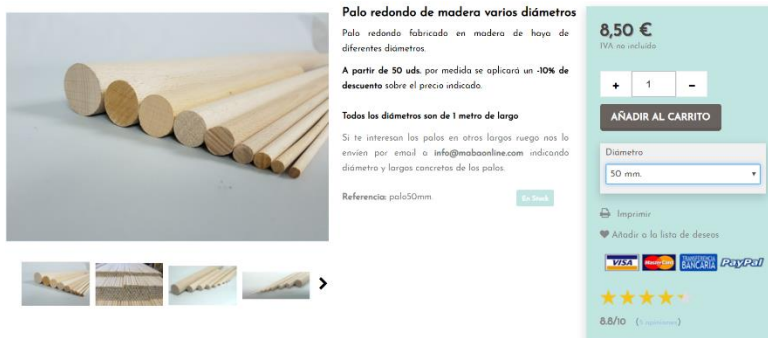 Palo redondo de madera varios diámetros
Palo redondo fabricado en madera de haya de
diferentes diámetros.
A partir de 50 uds. por medida se aplicará un -10% de
descuento sobre el precio indicado.
Todos los diámetros son de 1 metro de largo
Si te interesan los palos en otros largos ruego nos lo
envíen por email a info@mabaonline.com indicando
diámetro y largos concretos de los palos.
Referencia: palo50mm
En Stock
8,50 €
IVA no incluído
+ 1 -
AÑADIR AL CARRITO
Diámetro
50 mm.
Imprimir
Añadir a la lista de deseos
VISA MasterCard TRANSFERENCIA BANCARIA PayPal
8.8/10 (5 opiniones)